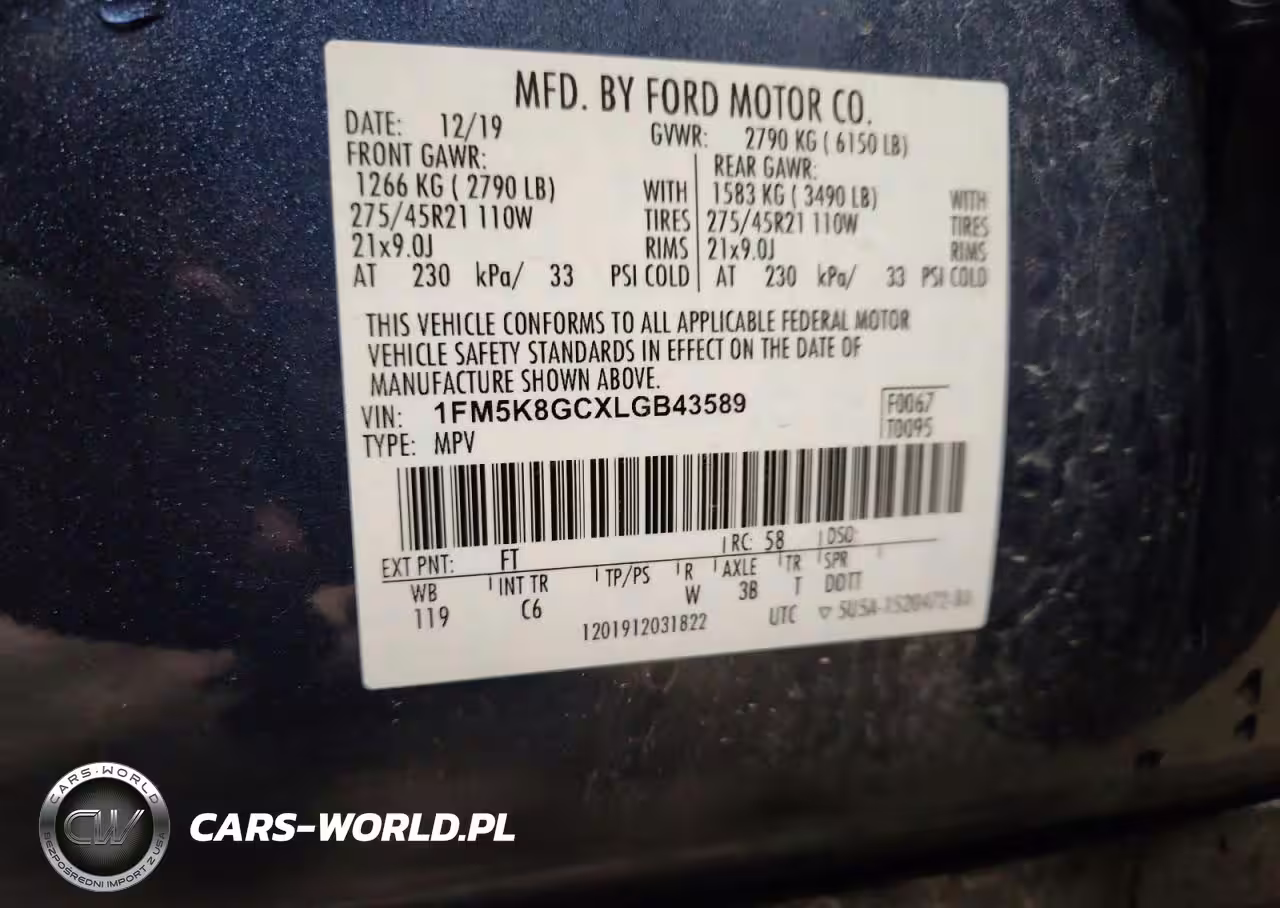 MFD. BY FORD MOTOR CO.
DATE: 12/19 GVWR: 2790 KG ( 6150 LB)
FRONT GAWR: REAR GAWR:
1266 KG ( 2790 LB) WITH 1583 KG ( 3490 LB) WITH
275/45R21 110W TIRES 275/45R21 110W TIRES
21x9.0J RIMS 21x9.0J RIMS
AT 230 kPa/ 33 PSI COLD AT 230 kPa/ 33 PSI COLD
THIS VEHICLE CONFORMS TO ALL APPLICABLE FEDERAL MOTOR
VEHICLE SAFETY STANDARDS IN EFFECT ON THE DATE OF
MANUFACTURE SHOWN ABOVE.
VIN: 1FM5K8GCXLGB43589 F0067
TYPE: MPV T0095
EXT PNT: FT RC: 58 DSO:
WB INT TR TP/PS R AXLE TR SPR
119 C6 W 3B T DOTT
1201912031822 UTC
CARS-WORLD
CW
BEZPOŚREDNI IMPORT Z USA
CARS-WORLD.PL